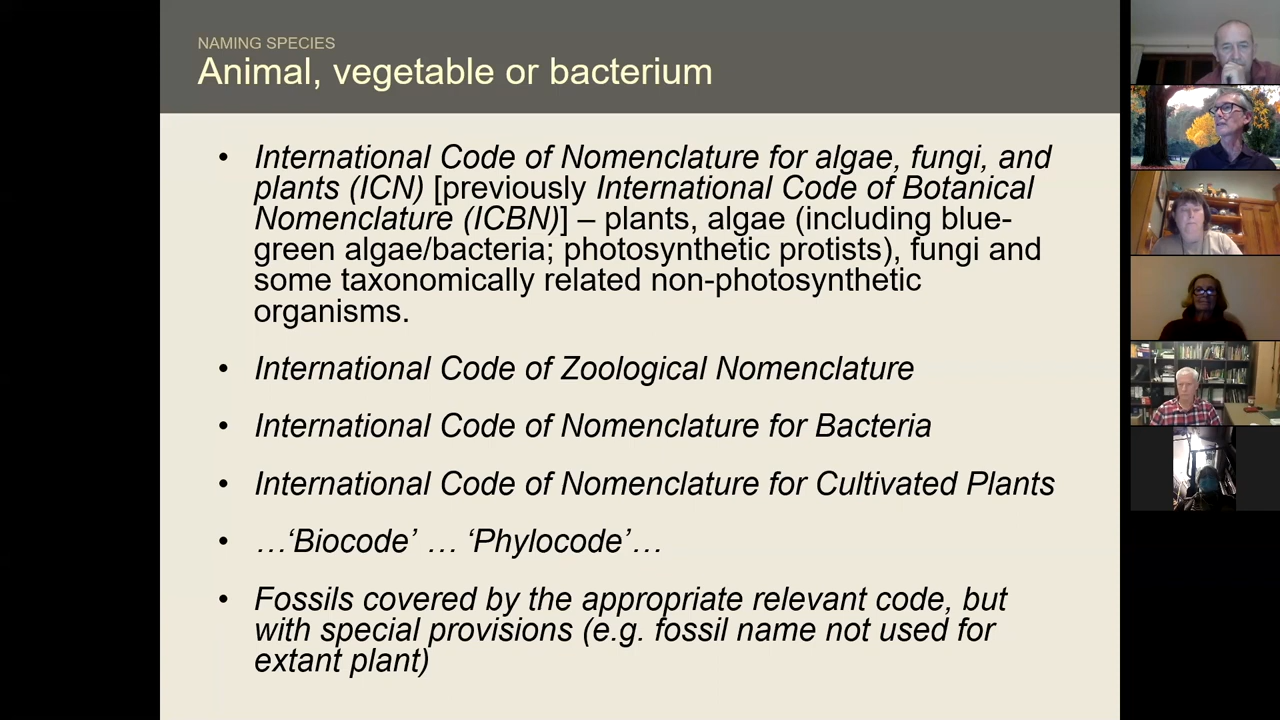 NAMING SPECIES
Animal, vegetable or bacterium
• International Code of Nomenclature for algae, fungi, and
plants (ICN) [previously International Code of Botanical
Nomenclature (ICBN)] – plants, algae (including blue-
green algae/bacteria; photosynthetic protists), fungi and
some taxonomically related non-photosynthetic
organisms.
• International Code of Zoological Nomenclature
• International Code of Nomenclature for Bacteria
• International Code of Nomenclature for Cultivated Plants
• …‘Biocode’ … ‘Phylocode’…
• Fossils covered by the appropriate relevant code, but
with special provisions (e.g. fossil name not used for
extant plant)